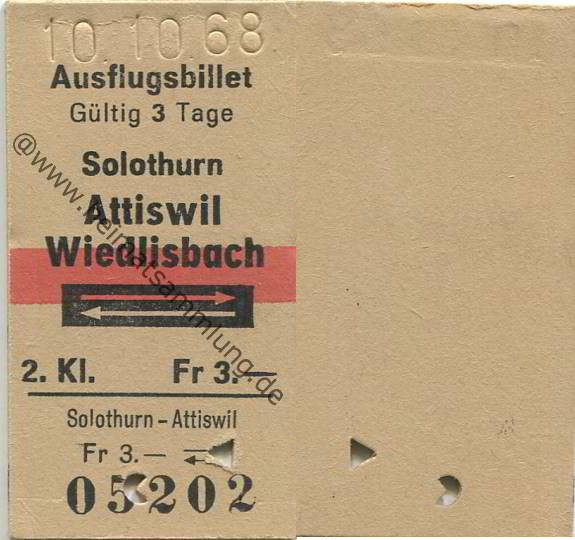 10.10.68
Ausflugsbillet
Gültig 3 Tage
Solothurn
Attiswil
Wiedlisbach
2. Kl. Fr 3.—
Solothurn – Attiswil
Fr 3.—
05202
@www.heimatsammlung.de